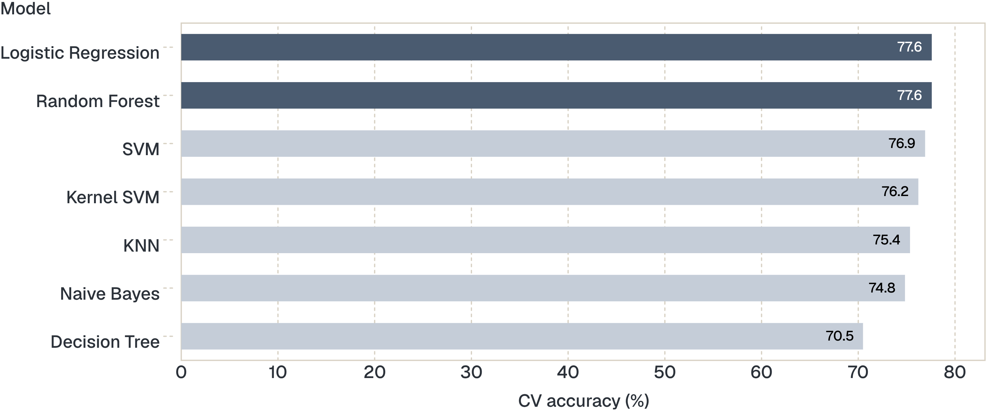 Model
Logistic Regression 77.6
Random Forest 77.6
SVM 76.9
Kernel SVM 76.2
KNN 75.4
Naive Bayes 74.8
Decision Tree 70.5
0 10 20 30 40 50 60 70 80
CV accuracy (%)